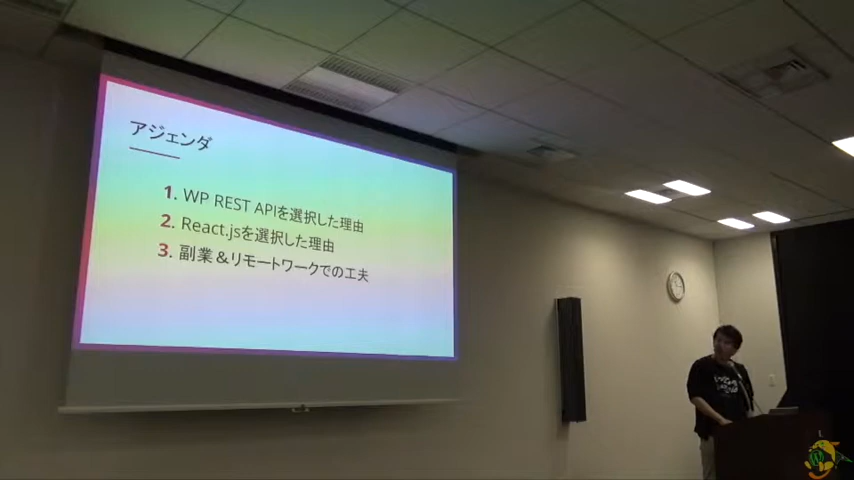 アジェンダ
1. WP REST APIを選択した理由
2. React.jsを選択した理由
3. 副業&リモートワークでの工夫